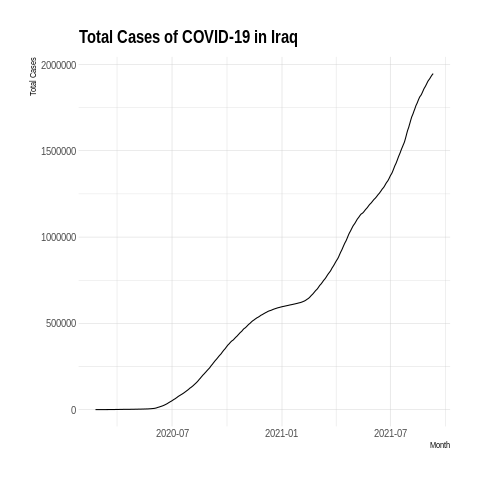 Total Cases of COVID-19 in Iraq
Total Cases
2000000
1500000
1000000
500000
0
2020-07 2021-01 2021-07
Month